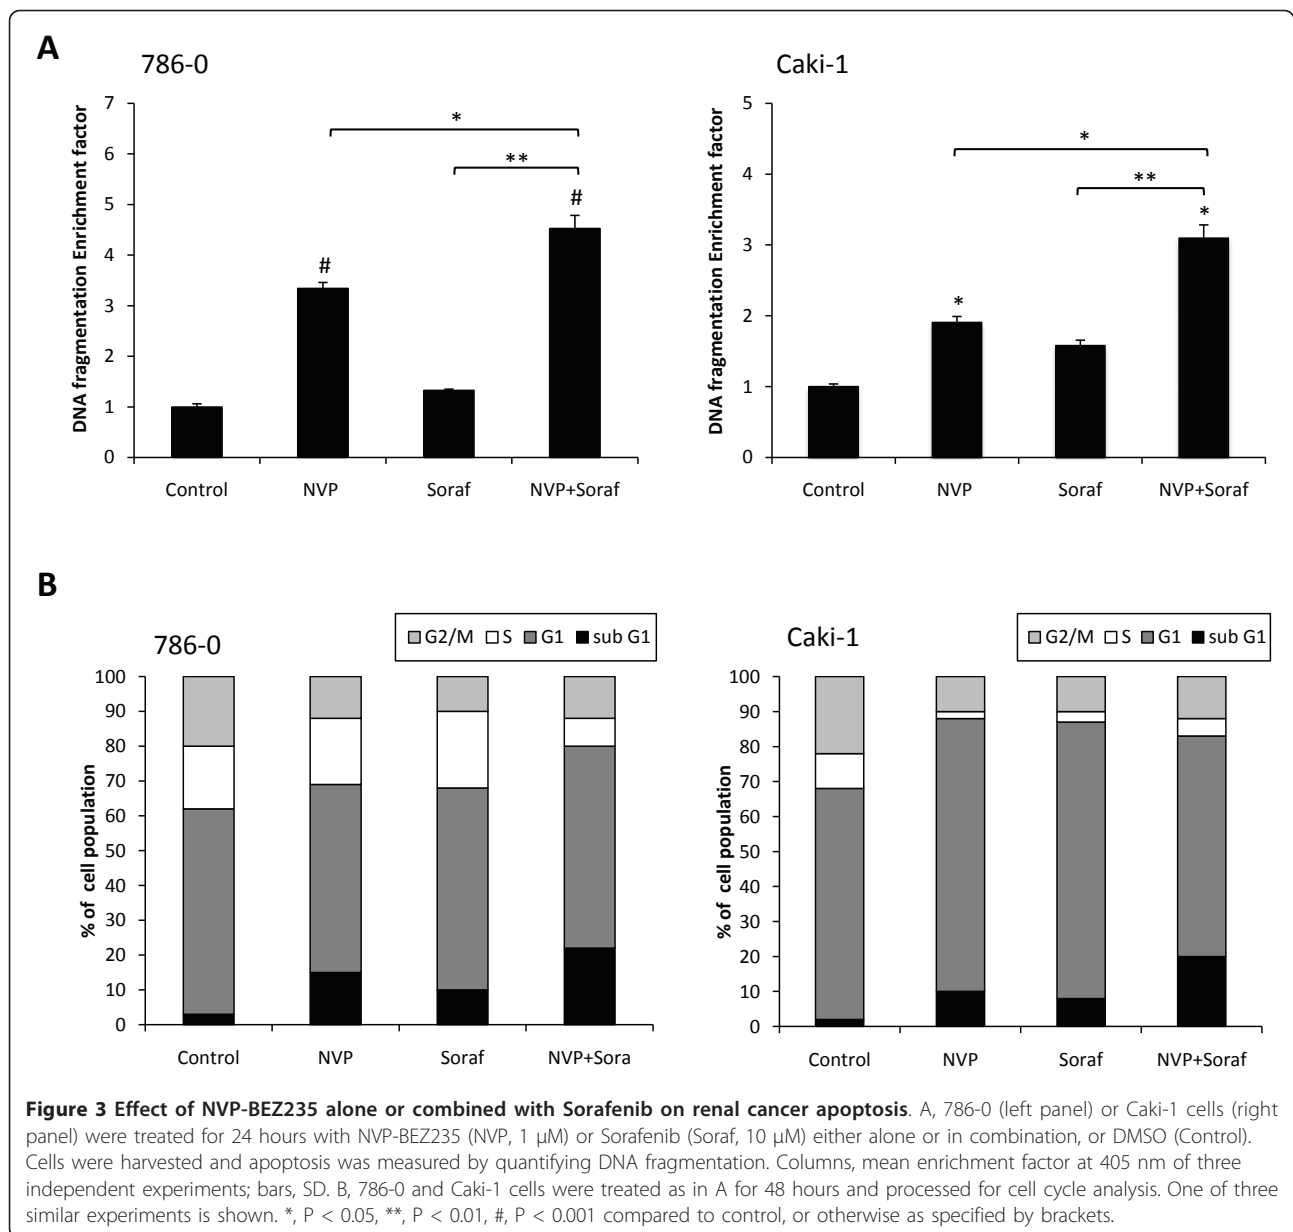 A
786-0
DNA fragmentation Enrichment factor
7
6
5
4
3
2
1
0
*
**
#
#
Control NVP Soraf NVP+Soraf
Caki-1
DNA fragmentation Enrichment factor
5
4
3
2
1
0
*
**
*
*
Control NVP Soraf NVP+Soraf
B
786-0
G2/M S G1 sub G1
% of cell population
100
90
80
70
60
50
40
30
20
10
0
Control NVP Soraf NVP+Sora
Caki-1
G2/M S G1 sub G1
% of cell population
100
90
80
70
60
50
40
30
20
10
0
Control NVP Soraf NVP+Soraf
Figure 3 Effect of NVP-BEZ235 alone or combined with Sorafenib on renal cancer apoptosis. A, 786-0 (left panel) or Caki-1 cells (right
panel) were treated for 24 hours with NVP-BEZ235 (NVP, 1 μM) or Sorafenib (Soraf, 10 μM) either alone or in combination, or DMSO (Control).
Cells were harvested and apoptosis was measured by quantifying DNA fragmentation. Columns, mean enrichment factor at 405 nm of three
independent experiments; bars, SD. B, 786-0 and Caki-1 cells were treated as in A for 48 hours and processed for cell cycle analysis. One of three
similar experiments is shown. *, P < 0.05, **, P < 0.01, #, P < 0.001 compared to control, or otherwise as specified by brackets.